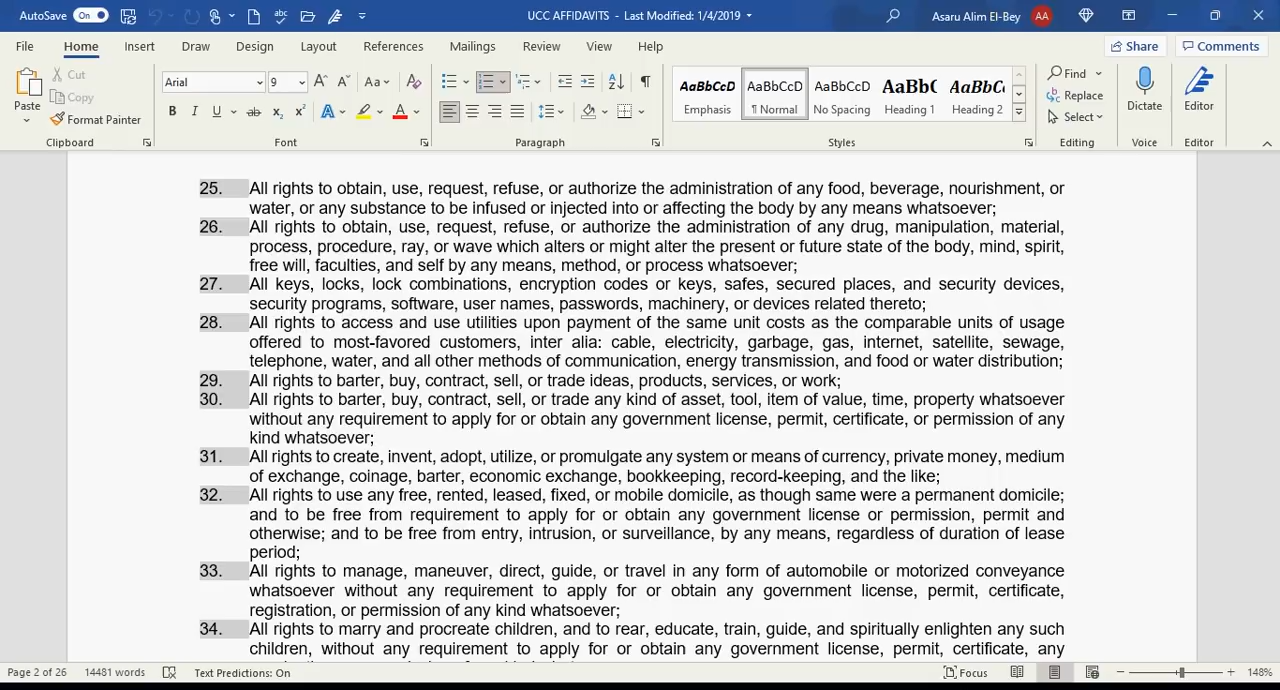 AutoSave On UCC AFFIDAVITS - Last Modified: 1/4/2019 Asaru Alim El-Bey AA
File Home Insert Draw Design Layout References Mailings Review View Help Share Comments
Paste Cut Copy Format Painter Clipboard
Arial 9 Font
Paragraph
AaBbCcD Emphasis AaBbCcD ¶ Normal AaBbCcD No Spacing AaBb( Heading 1 AaBbCc Heading 2 Styles
Find Replace Select Editing
Dictate Voice
Editor Editor
25. All rights to obtain, use, request, refuse, or authorize the administration of any food, beverage, nourishment, or
water, or any substance to be infused or injected into or affecting the body by any means whatsoever;
26. All rights to obtain, use, request, refuse, or authorize the administration of any drug, manipulation, material,
process, procedure, ray, or wave which alters or might alter the present or future state of the body, mind, spirit,
free will, faculties, and self by any means, method, or process whatsoever;
27. All keys, locks, lock combinations, encryption codes or keys, safes, secured places, and security devices,
security programs, software, user names, passwords, machinery, or devices related thereto;
28. All rights to access and use utilities upon payment of the same unit costs as the comparable units of usage
offered to most-favored customers, inter alia: cable, electricity, garbage, gas, internet, satellite, sewage,
telephone, water, and all other methods of communication, energy transmission, and food or water distribution;
29. All rights to barter, buy, contract, sell, or trade ideas, products, services, or work;
30. All rights to barter, buy, contract, sell, or trade any kind of asset, tool, item of value, time, property whatsoever
without any requirement to apply for or obtain any government license, permit, certificate, or permission of any
kind whatsoever;
31. All rights to create, invent, adopt, utilize, or promulgate any system or means of currency, private money, medium
of exchange, coinage, barter, economic exchange, bookkeeping, record-keeping, and the like;
32. All rights to use any free, rented, leased, fixed, or mobile domicile, as though same were a permanent domicile;
and to be free from requirement to apply for or obtain any government license or permission, permit and
otherwise; and to be free from entry, intrusion, or surveillance, by any means, regardless of duration of lease
period;
33. All rights to manage, maneuver, direct, guide, or travel in any form of automobile or motorized conveyance
whatsoever without any requirement to apply for or obtain any government license, permit, certificate,
registration, or permission of any kind whatsoever;
34. All rights to marry and procreate children, and to rear, educate, train, guide, and spiritually enlighten any such
children, without any requirement to apply for or obtain any government license, permit, certificate, any
Page 2 of 26 14481 words Text Predictions: On Focus 148%